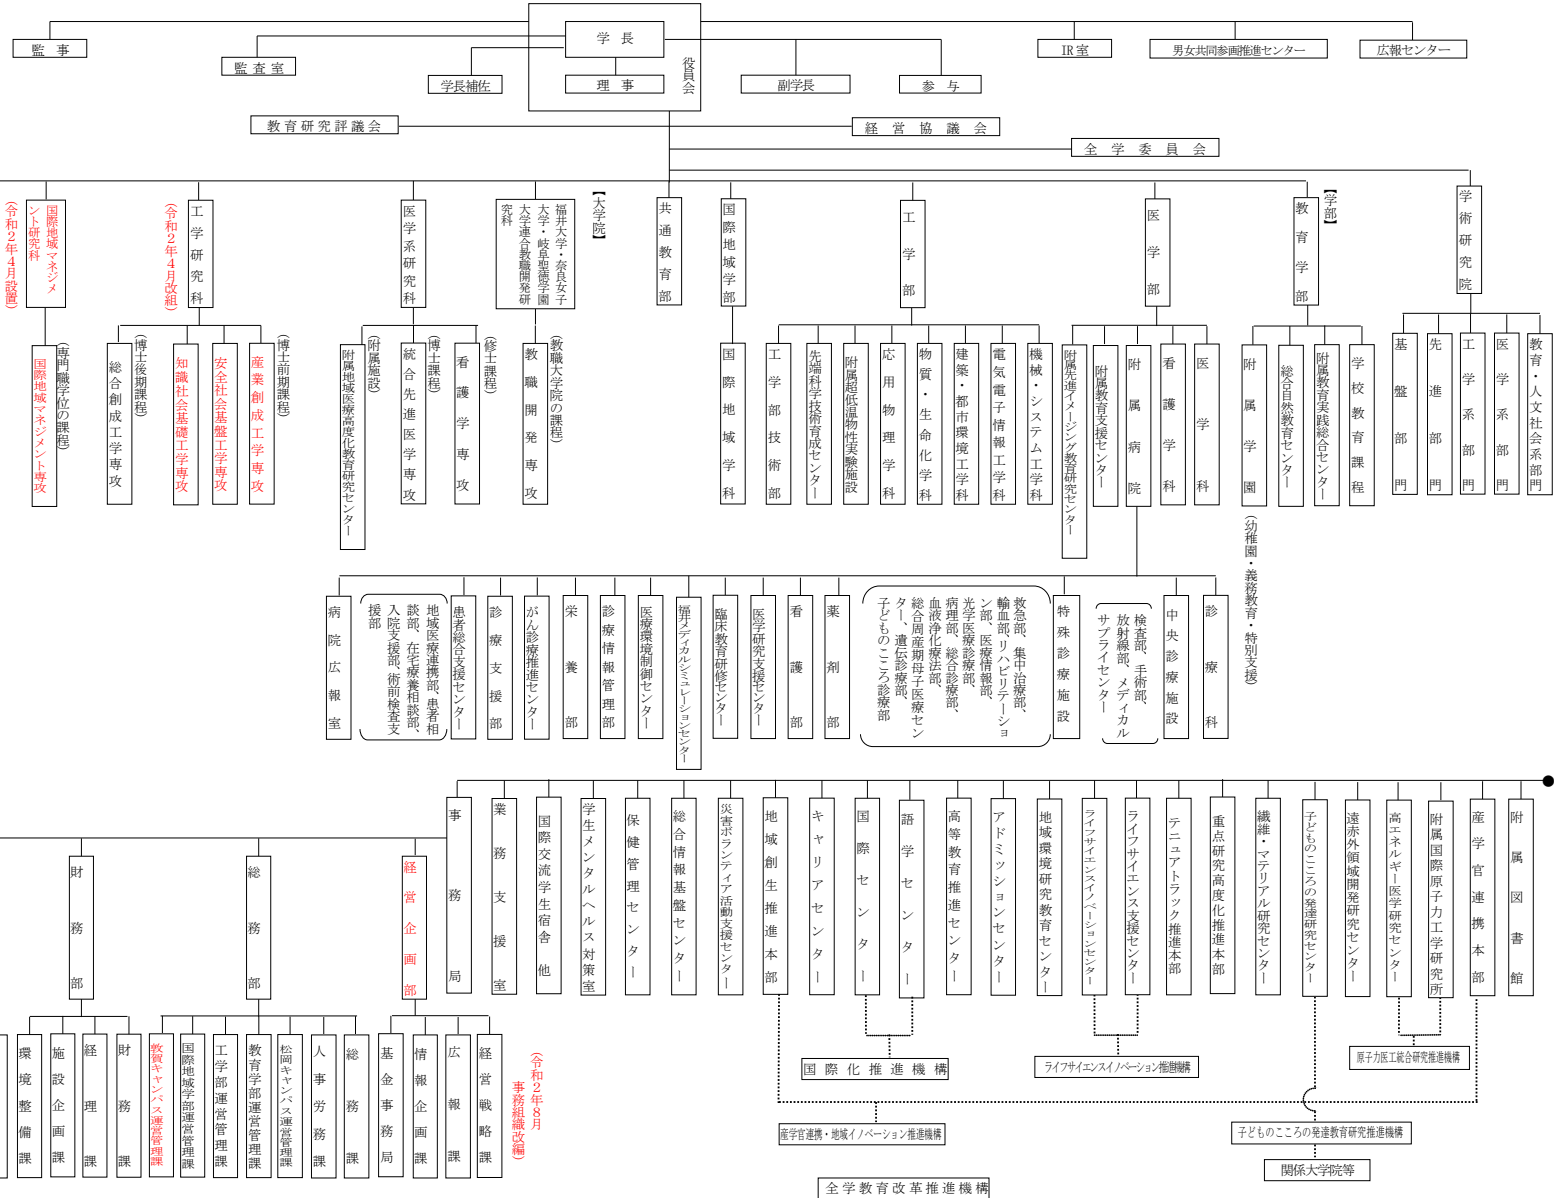 学長
理事
役員会
監事
監査室
学長補佐
副学長
参与
IR室
男女共同参画推進センター
広報センター
教育研究評議会
経営協議会
全学委員会
学術研究院
教育・人文社会系部門
医学系部門
工学系部門
先進部門
基盤部門
【学部】
教育学部
学校教育課程
附属教育実践総合センター
総合自然教育センター
附属学園
(幼稚園・義務教育・特別支援)
医学部
医学科
看護学科
附属病院
附属教育支援センター
附属先進イメージング教育研究センター
工学部
機械・システム工学科
電気電子情報工学科
建築・都市環境工学科
物質・生命化学科
応用物理学科
附属超低温物性実験施設
先端科学技術育成センター
工学部技術部
国際地域学部
国際地域学科
共通教育部
【大学院】
福井大学・奈良女子
大学・岐阜聖徳学園
大学連合教職開発研
究科
(教職大学院の課程)
教職開発専攻
医学系研究科
(修士課程)
看護学専攻
(博士課程)
統合先進医学専攻
(附属施設)
附属地域医療高度化教育研究センター
工学研究科
(令和2年4月改組)
(博士前期課程)
産業創成工学専攻
安全社会基盤工学専攻
知識社会基礎工学専攻
(博士後期課程)
総合創成工学専攻
国際地域マネジメ
ント研究科
(令和2年4月設置)
(専門職学位の課程)
国際地域マネジメント専攻
診療科
中央診療施設
検査部、手術部、
放射線部、メディカル
サプライセンター
特殊診療施設
救急部、集中治療部、
輸血部、リハビリテーショ
ン部、医療情報部、
光学医療診療部、
病理部、総合診療部、
血液浄化療法部、
総合周産期母子医療セン
ター、遺伝診療部、
子どものこころ診療部
薬剤部
看護部
医学研究支援センター
臨床教育研修センター
福井メディカルシミュレーションセンター
医療環境制御センター
診療情報管理部
栄養部
がん診療推進センター
診療支援部
患者総合支援センター
地域医療連携部、患者相
談部、在宅療養相談部、
入院支援部、術前検査支
援部
病院広報室
附属図書館
産学官連携本部
附属国際原子力工学研究所
高エネルギー医学研究センター
遠赤外領域開発研究センター
子どものこころの発達研究センター
繊維・マテリアル研究センター
重点研究高度化推進本部
テニュアトラック推進本部
ライフサイエンス支援センター
ライフサイエンスイノベーションセンター
地域環境研究教育センター
アドミッションセンター
高等教育推進センター
語学センター
国際センター
キャリアセンター
地域創生推進本部
災害ボランティア活動支援センター
総合情報基盤センター
保健管理センター
学生メンタルヘルス対策室
国際交流学生宿舎 他
業務支援室
事務局
経営企画部
経営戦略課
広報課
情報企画課
基金事務局
(令和2年8月
事務組織改編)
総務部
総務課
人事労務課
松岡キャンパス運営管理課
教育学部運営管理課
工学部運営管理課
国際地域学部運営管理課
敦賀キャンパス運営管理課
財務部
財務課
経理課
施設企画課
環境整備課
原子力医工統合研究推進機構
ライフサイエンスイノベーション推進機構
国際化推進機構
産学官連携・地域イノベーション推進機構
子どものこころの発達教育研究推進機構
関係大学院等
全学教育改革推進機構